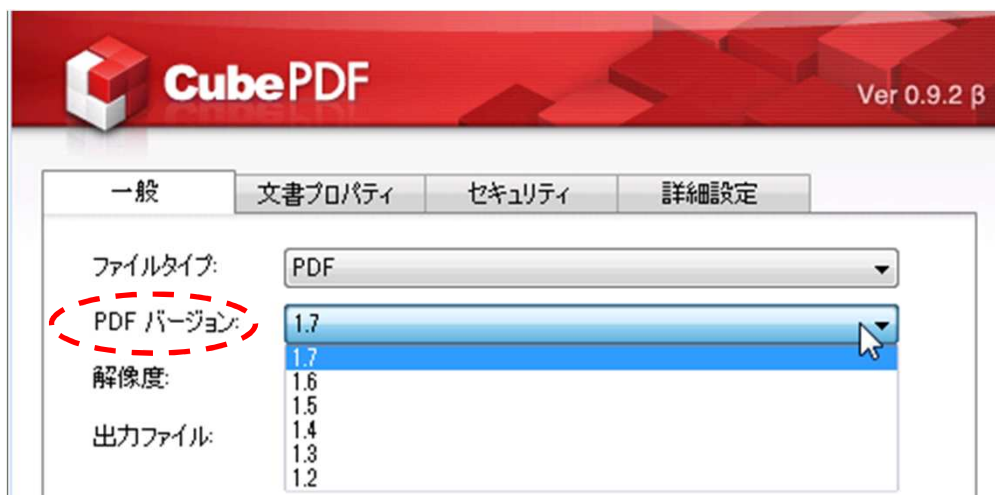 CubePDF
Ver 0.9.2 β
一般 文書プロパティ セキュリティ 詳細設定
ファイルタイプ: PDF
PDF バージョン: 1.7
1.7
解像度: 1.6
1.5
出力ファイル: 1.4
1.3
1.2